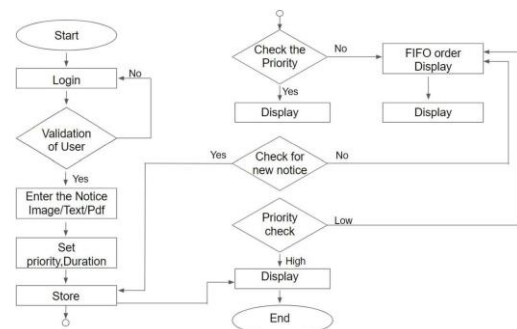 Start
Login
No
Validation
of User
Yes
Enter the Notice
Image/Text/Pdf
Set
priority,Duration
Store
Check the
Priority
No
FIFO order
Display
Yes
Display
Display
Yes
Check for
new notice
No
Priority
check
Low
High
Display
End